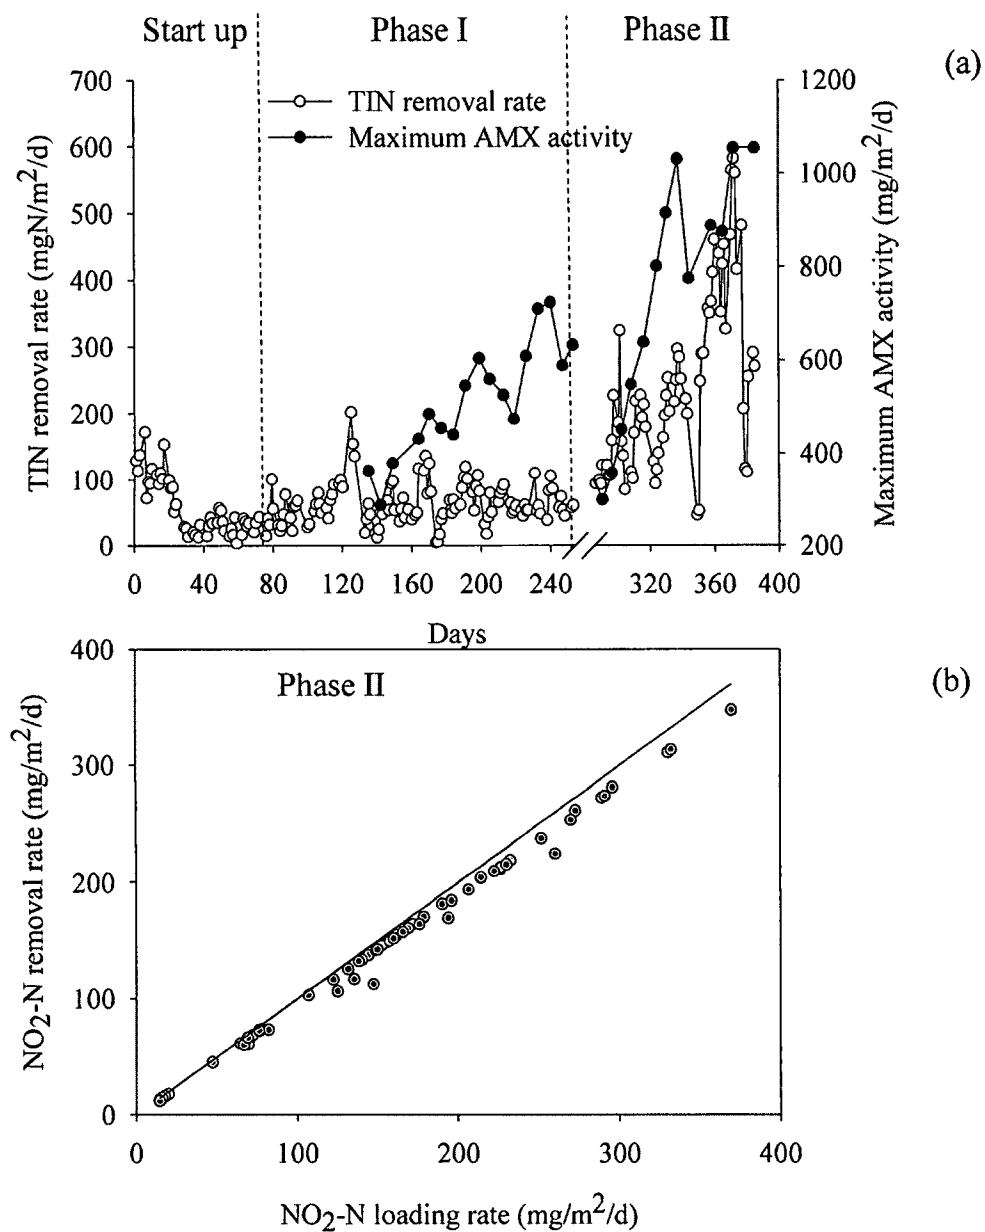 Start up Phase I Phase II
(a)
700 1200
TIN removal rate
Maximum AMX activity
600
1000
500
400 800
300
600
200
400
100
0 200
0 40 80 120 160 200 240 320 360 400
TIN removal rate (mgN/m²/d)
Maximum AMX activity (mg/m²/d)
Days
400
Phase II
(b)
300
200
100
0
0 100 200 300 400
NO₂-N removal rate (mg/m²/d)
NO₂-N loading rate (mg/m²/d)